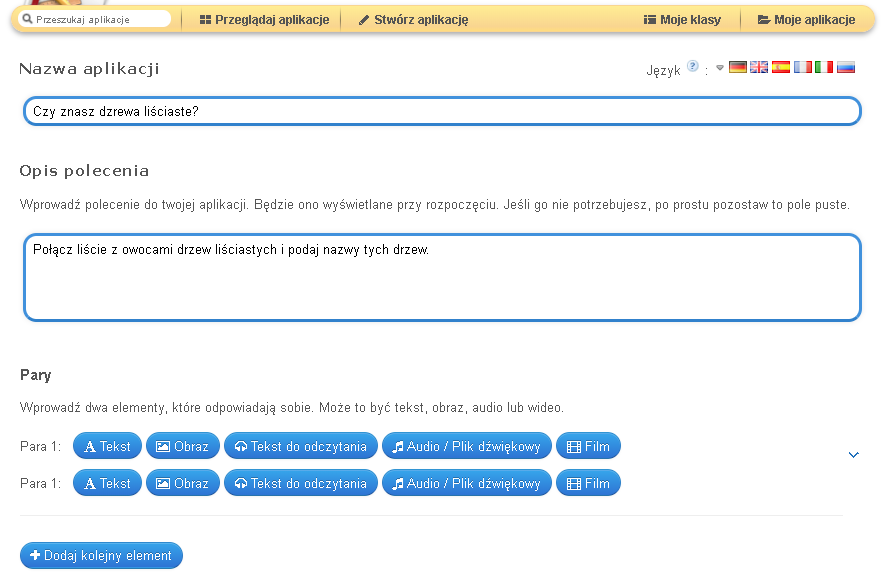 Przeszukaj aplikacje
Przeglądaj aplikacje
Stwórz aplikację
Moje klasy
Moje aplikacje
Nazwa aplikacji
Język ? :
Czy znasz dzrewa liściaste?
Opis polecenia
Wprowadź polecenie do twojej aplikacji. Będzie ono wyświetlane przy rozpoczęciu. Jeśli go nie potrzebujesz, po prostu pozostaw to pole puste.
Połącz liście z owocami drzew liściastych i podaj nazwy tych drzew.
Pary
Wprowadź dwa elementy, które odpowiadają sobie. Może to być tekst, obraz, audio lub wideo.
Para 1: A Tekst Obraz Tekst do odczytania Audio / Plik dźwiękowy Film
Para 1: A Tekst Obraz Tekst do odczytania Audio / Plik dźwiękowy Film
+ Dodaj kolejny element